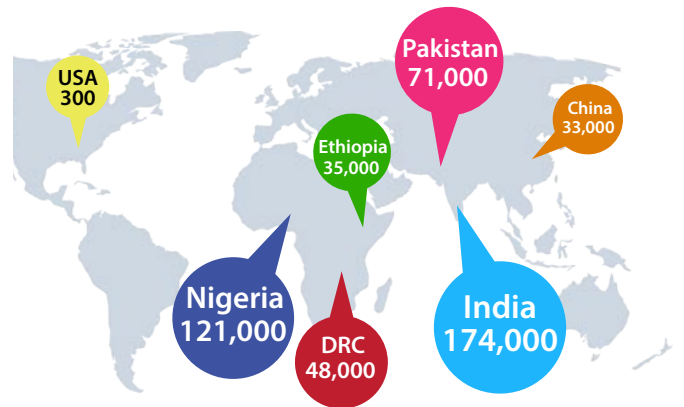 USA
300
Pakistan
71,000
China
33,000
Ethiopia
35,000
Nigeria
121,000
DRC
48,000
India
174,000